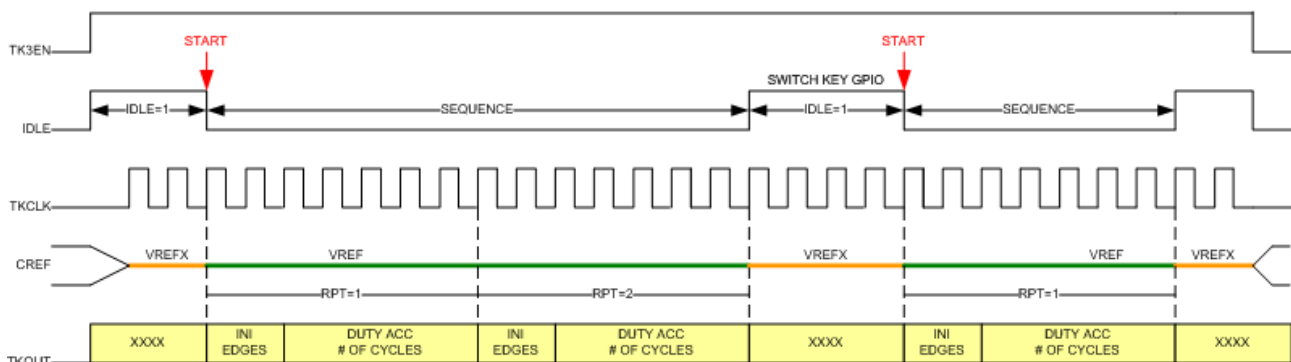 TK3EN
START
START
SWITCH KEY GPIO
IDLE=1
SEQUENCE
IDLE=1
SEQUENCE
IDLE
TKCLK
VREFX
VREF
VREFX
VREF
VREFX
CREF
RPT=1
RPT=2
RPT=1
XXXX
INI
EDGES
DUTY ACC
# OF CYCLES
INI
EDGES
DUTY ACC
# OF CYCLES
XXXX
INI
EDGES
DUTY ACC
# OF CYCLES
XXXX
TKOUT